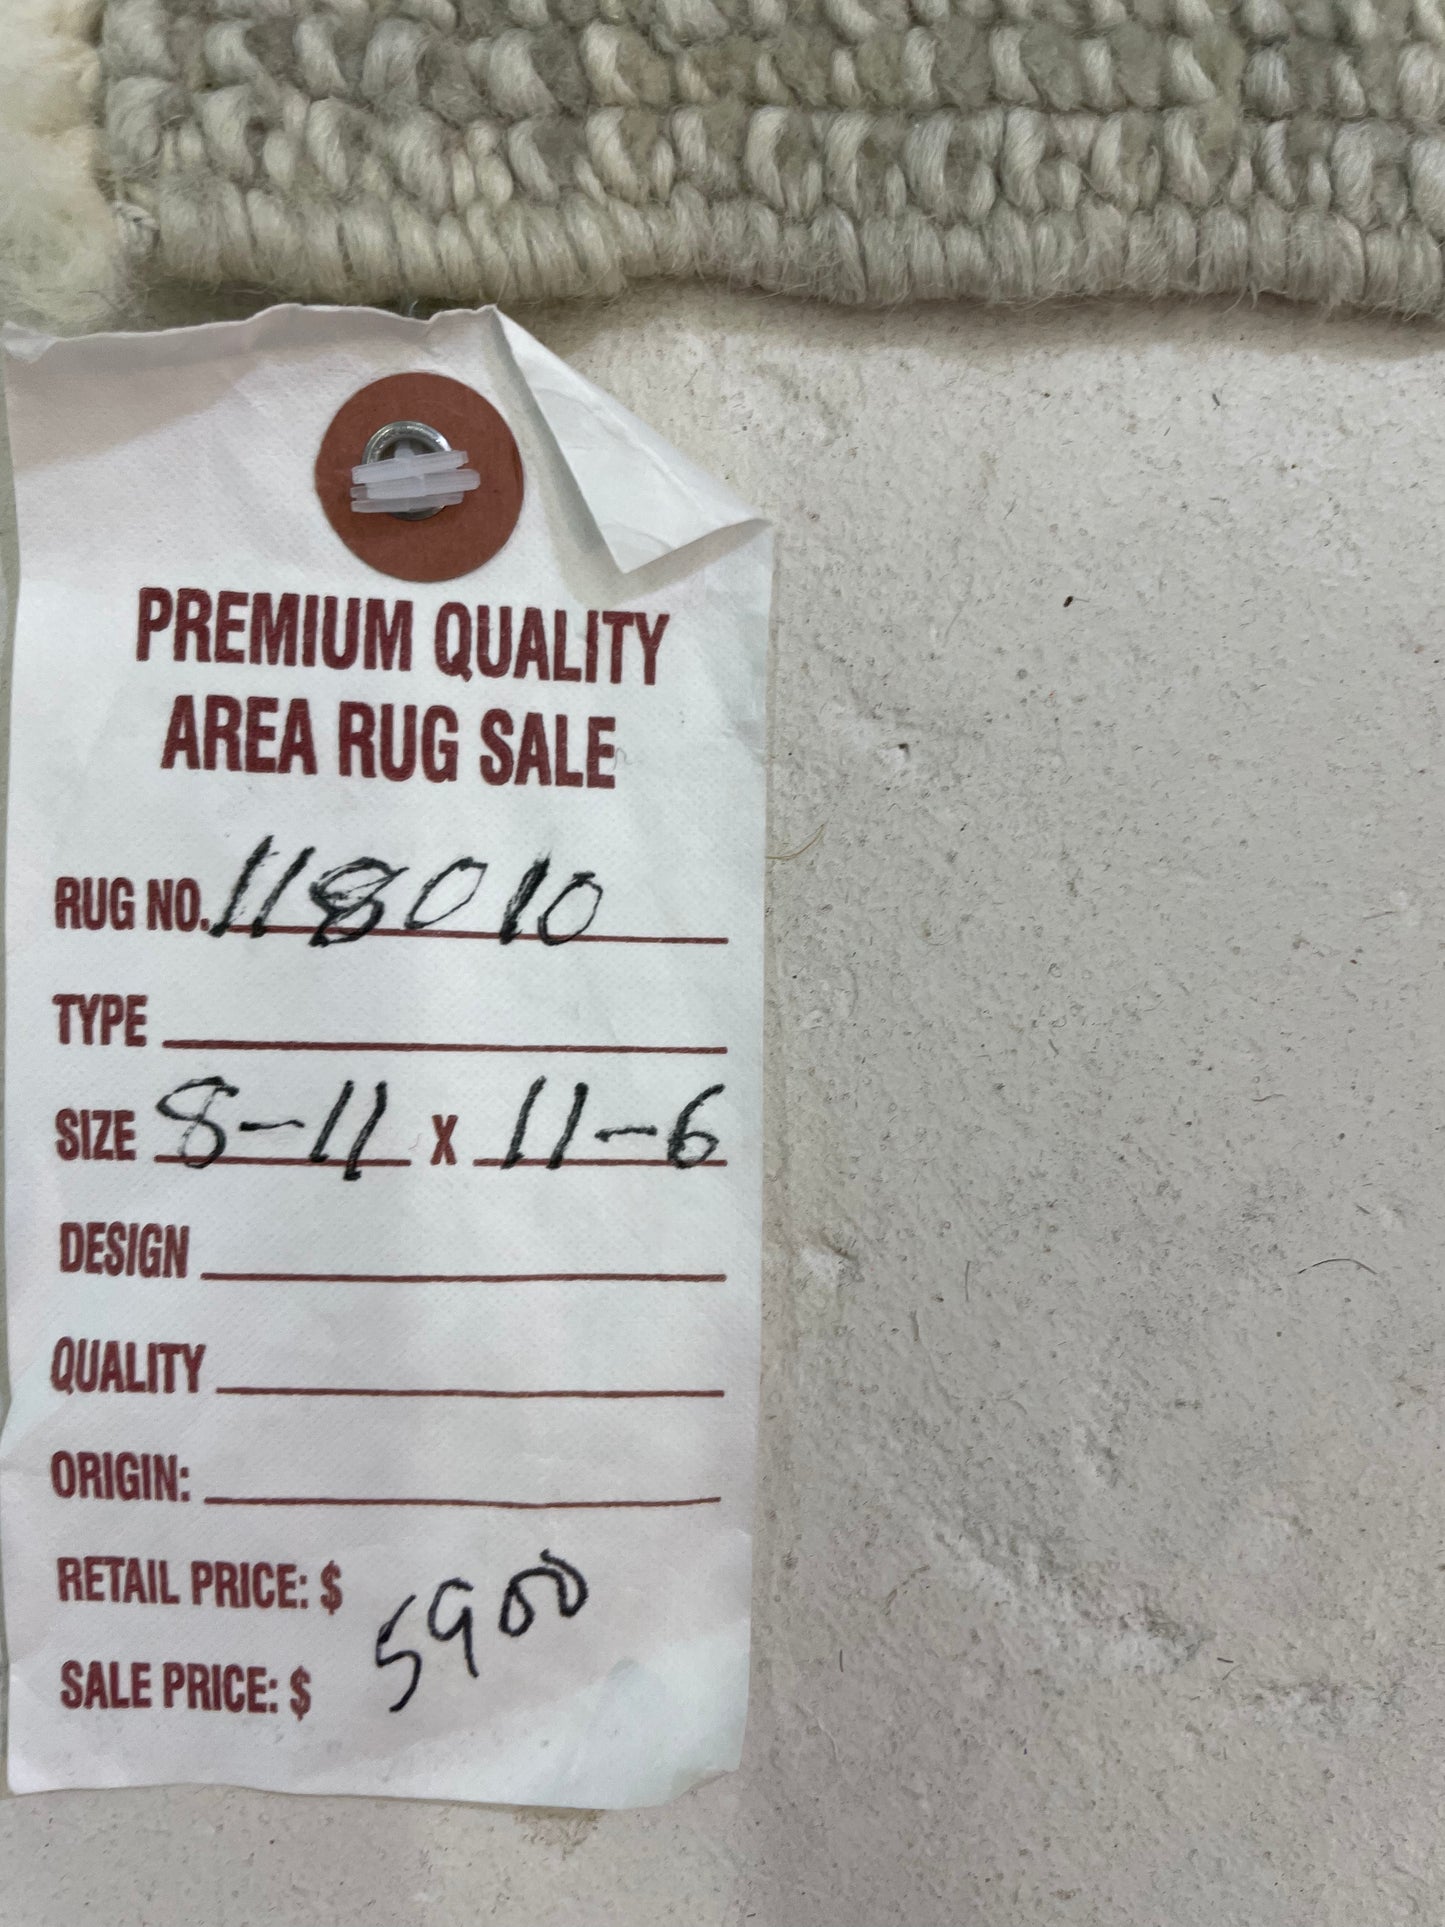 PREMIUM QUALITY
AREA RUG SALE
RUG NO. 118010
TYPE
SIZE 8-11 X 11-6
DESIGN
QUALITY
ORIGIN:
RETAIL PRICE: $
5900
SALE PRICE: $